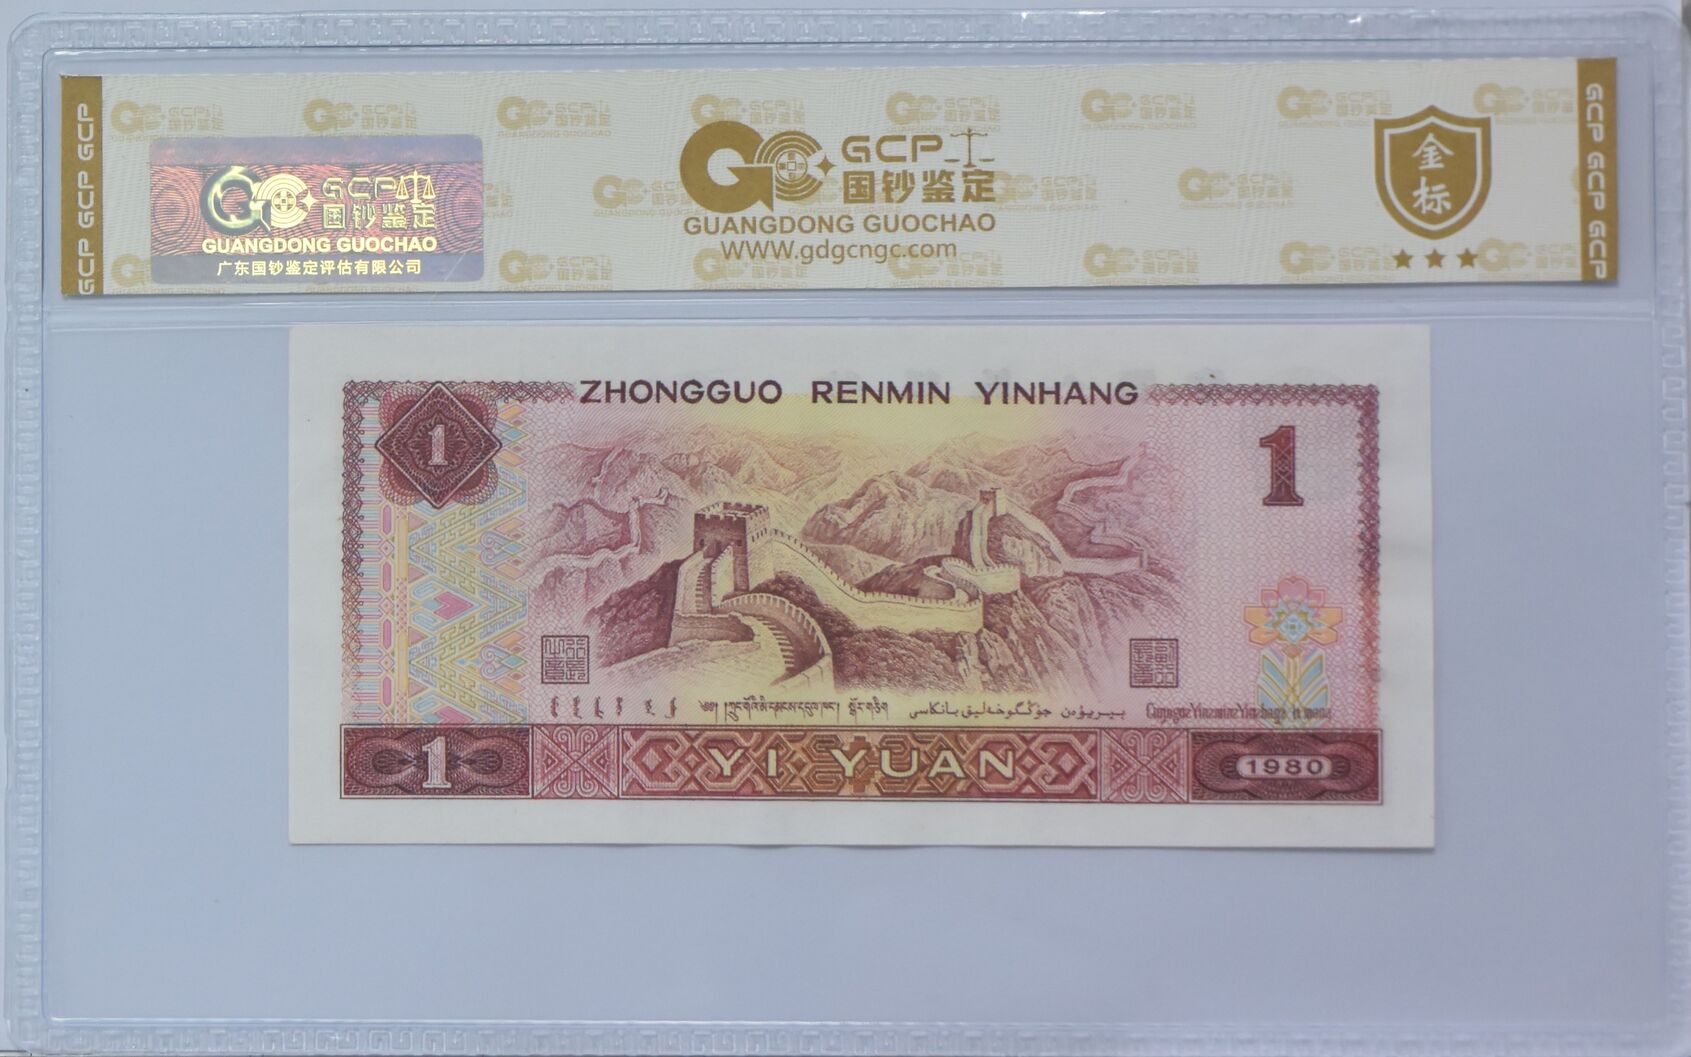 GCP
国钞鉴定
GUANGDONG GUOCHAO
广东国钞鉴定评估有限公司
GCP
国钞鉴定
GUANGDONG GUOCHAO
WWW.gdgcngc.com
金标
GCP GCP GCP
GCP GCP GCP
ZHONGGUO RENMIN YINHANG
1
1
1
YI YUAN
1980